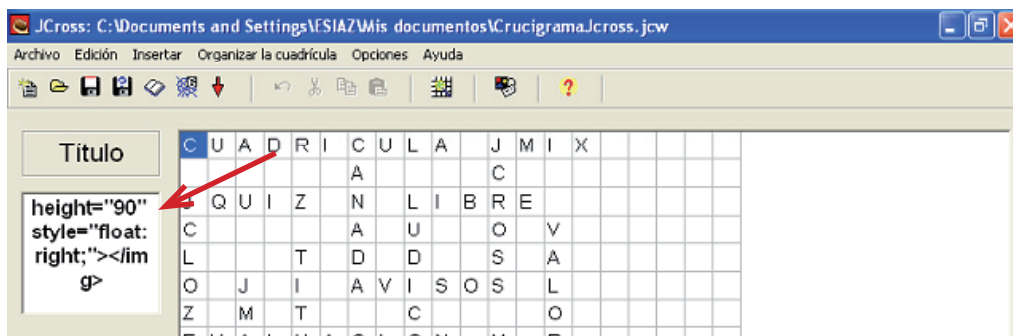 JCross: C:\Documents and Settings\FSIAZ\Mis documentos\CrucigramaJcross.jcw
Archivo Edición Insertar Organizar la cuadrícula Opciones Ayuda
Título
height="90"
style="float:
right;"></im
g>
C U A D R I C U L A J M I X
A C
J Q U I Z N L I B R E
C A U O V
L T D D S A
O J I A V I S O S L
Z M T C O